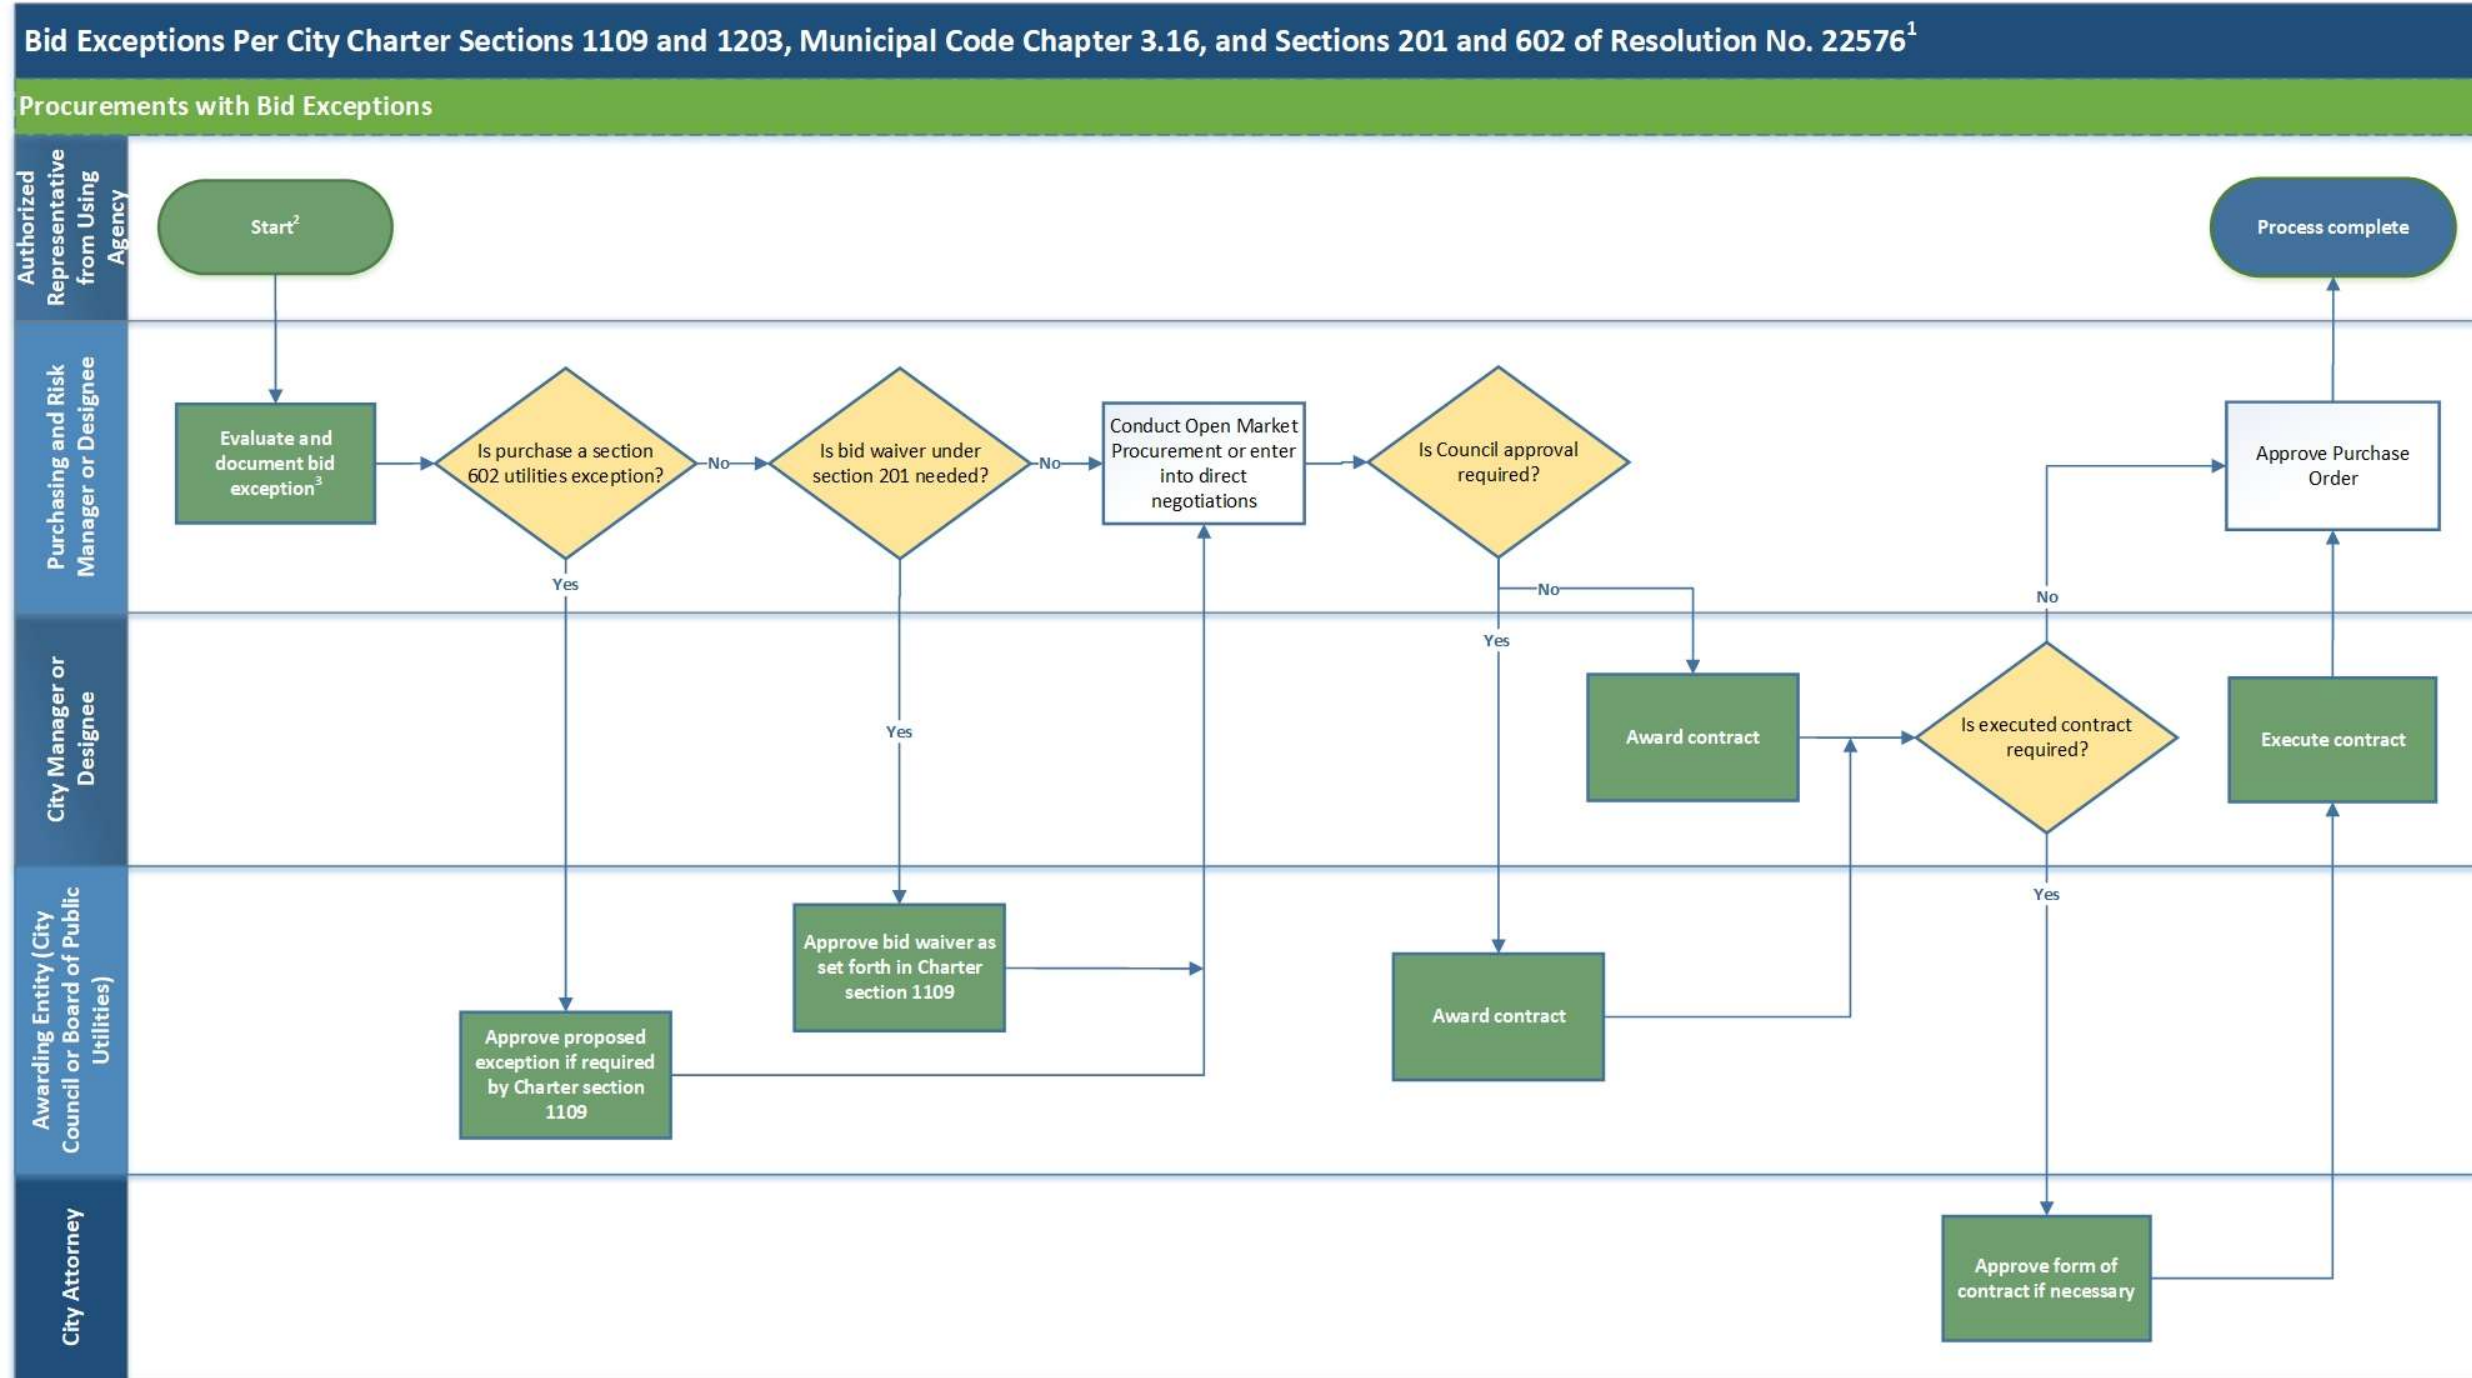 Bid Exceptions Per City Charter Sections 1109 and 1203, Municipal Code Chapter 3.16, and Sections 201 and 602 of Resolution No. 22576¹
Procurements with Bid Exceptions
Authorized
Representative
from Using
Agency
Start²
Process complete
Purchasing and Risk
Manager or Designee
Evaluate and
document bid
exception³
Is purchase a section
602 utilities exception?
No
Is bid waiver under
section 201 needed?
No
Conduct Open Market
Procurement or enter
into direct
negotiations
Is Council approval
required?
Approve Purchase
Order
Yes
No
No
City Manager or
Designee
Yes
Yes
Award contract
Is executed contract
required?
Execute contract
Awarding Entity (City
Council or Board of Public
Utilities)
Yes
Approve bid waiver as
set forth in Charter
section 1109
Award contract
Approve proposed
exception if required
by Charter section
1109
City Attorney
Approve form of
contract if necessary